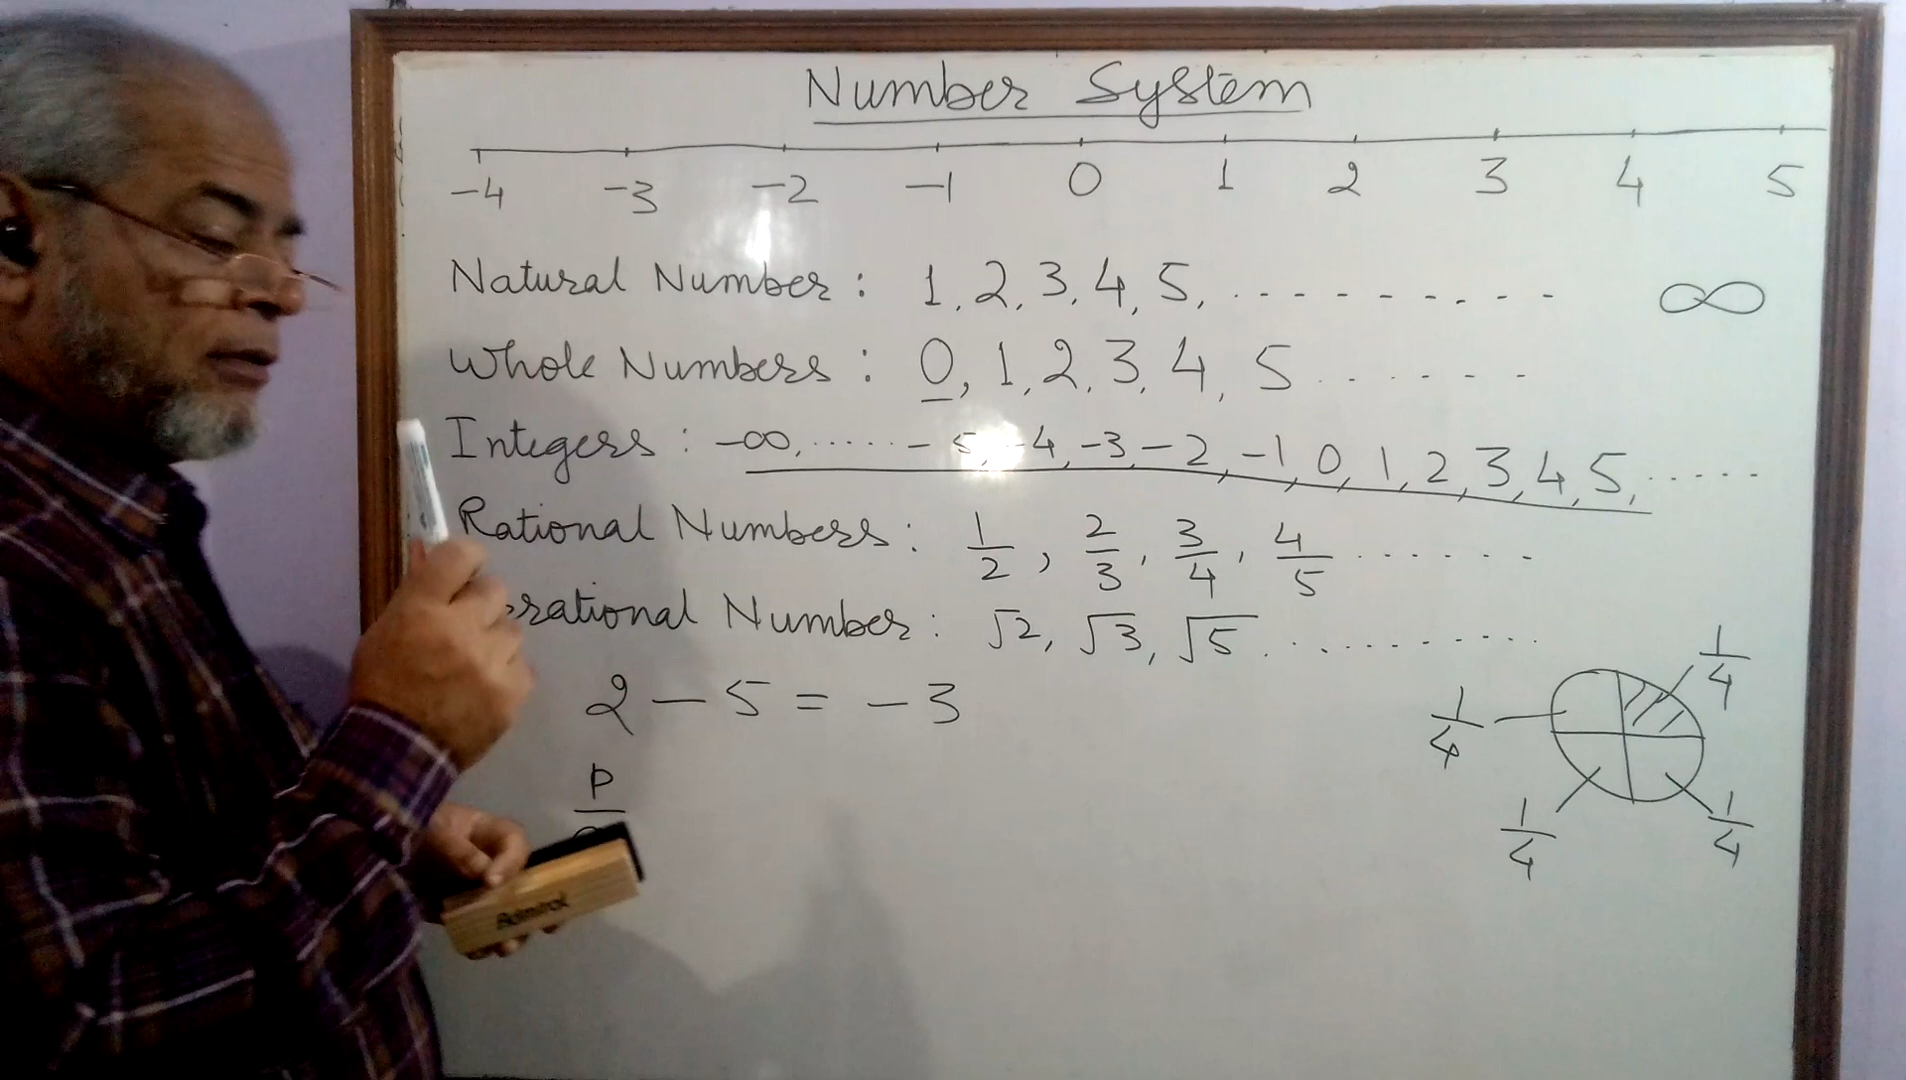 Number System
-4 -3 -2 -1 0 1 2 3 4 5
Natural Number : 1, 2, 3, 4, 5, . - - - - - - . - - ∞
Whole Numbers : 0, 1, 2, 3, 4, 5 . . . . - -
Integers : -∞, ...... - 5, -4, -3, -2, -1, 0, 1, 2, 3, 4, 5, .....
Rational Numbers : 1/2, 2/3, 3/4, 4/5 .......
rrational Number : √2, √3, √5 ..........
2 - 5 = -3
P
1/4
1/4
1/4
1/4
Admiral